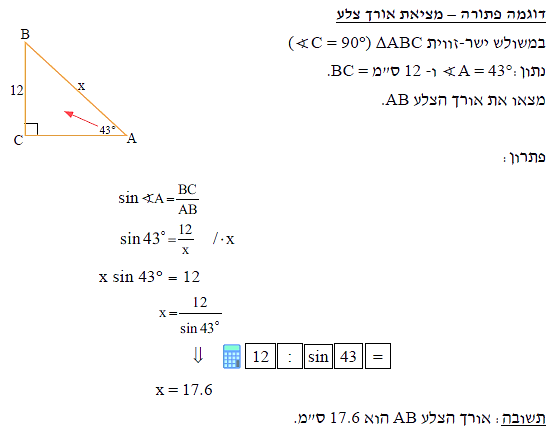 דוגמה פתורה – מציאת אורך צלע
במשולש ישר-זווית ΔABC (∢C = 90°)
נתון: ∢A = 43° ו- 12 ס״מ = BC.
מצאו את אורך הצלע AB.
B
12
x
43°
C
A
פתרון:
sin ∢A = BC/AB
sin 43° = 12/x /· x
x sin 43° = 12
x = 12/sin 43°
⇓ 12 : sin 43 =
x = 17.6
תשובה: אורך הצלע AB הוא 17.6 ס״מ.